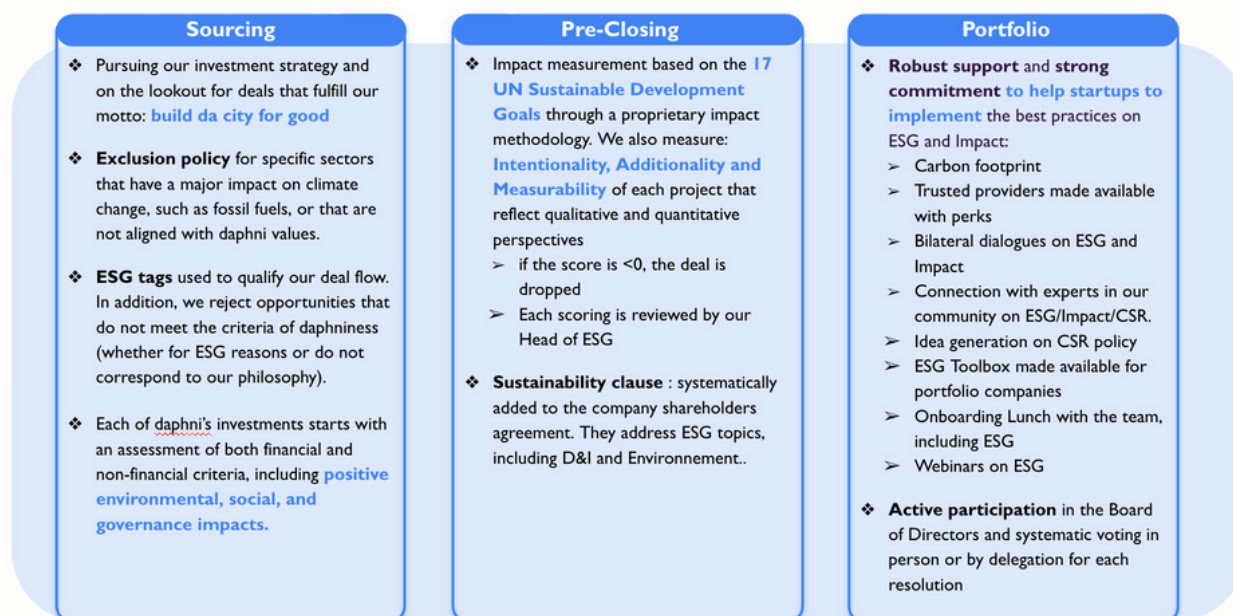 Sourcing
❖ Pursuing our investment strategy and
on the lookout for deals that fulfill our
motto: build da city for good
❖ Exclusion policy for specific sectors
that have a major impact on climate
change, such as fossil fuels, or that are
not aligned with daphni values.
❖ ESG tags used to qualify our deal flow.
In addition, we reject opportunities that
do not meet the criteria of daphniness
(whether for ESG reasons or do not
correspond to our philosophy).
❖ Each of daphni's investments starts with
an assessment of both financial and
non-financial criteria, including positive
environmental, social, and
governance impacts.
Pre-Closing
❖ Impact measurement based on the 17
UN Sustainable Development
Goals through a proprietary impact
methodology. We also measure:
Intentionality, Additionality and
Measurability of each project that
reflect qualitative and quantitative
perspectives
➢ if the score is <0, the deal is
dropped
➢ Each scoring is reviewed by our
Head of ESG
❖ Sustainability clause : systematically
added to the company shareholders
agreement. They address ESG topics,
including D&I and Environnement..
Portfolio
❖ Robust support and strong
commitment to help startups to
implement the best practices on
ESG and Impact:
➢ Carbon footprint
➢ Trusted providers made available
with perks
➢ Bilateral dialogues on ESG and
Impact
➢ Connection with experts in our
community on ESG/Impact/CSR.
➢ Idea generation on CSR policy
➢ ESG Toolbox made available for
portfolio companies
➢ Onboarding Lunch with the team,
including ESG
➢ Webinars on ESG
❖ Active participation in the Board
of Directors and systematic voting in
person or by delegation for each
resolution